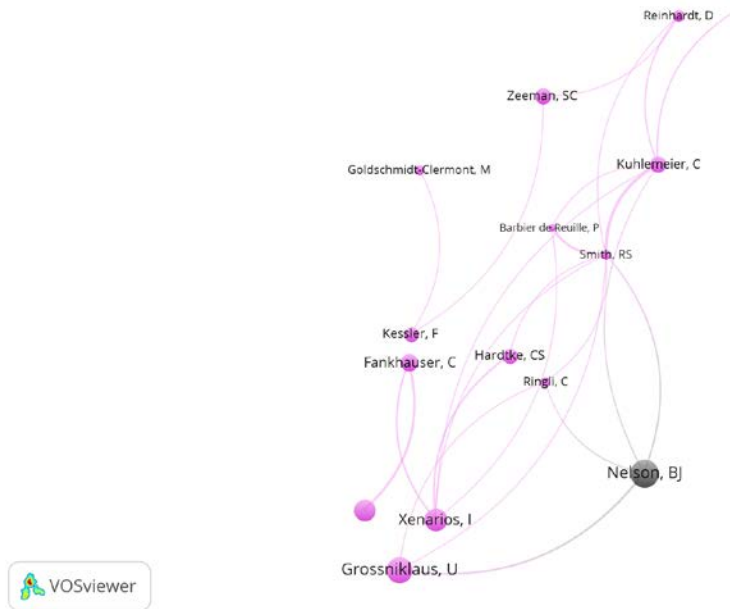 Reinhardt, D
Zeeman, SC
Kuhlemeier, C
Goldschmidt-Clermont, M
Barbier de Reuille, P
Smith, RS
Kessler, F
Hardtke, CS
Fankhauser, C
Ringli, C
Nelson, BJ
Xenarios, I
Grossniklaus, U
VOSviewer